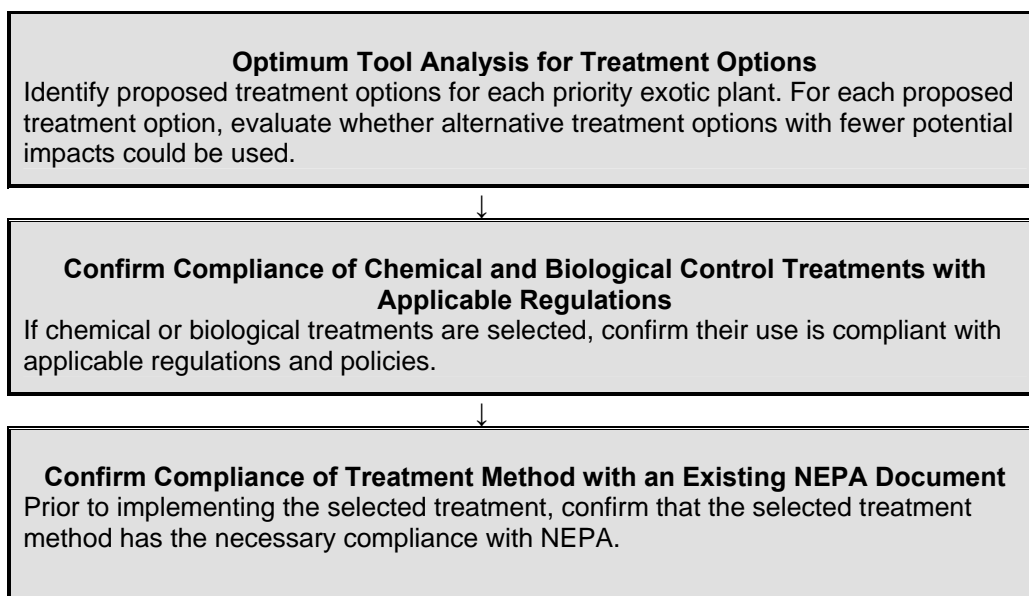 Optimum Tool Analysis for Treatment Options
Identify proposed treatment options for each priority exotic plant. For each proposed
treatment option, evaluate whether alternative treatment options with fewer potential
impacts could be used.
↓
Confirm Compliance of Chemical and Biological Control Treatments with
Applicable Regulations
If chemical or biological treatments are selected, confirm their use is compliant with
applicable regulations and policies.
↓
Confirm Compliance of Treatment Method with an Existing NEPA Document
Prior to implementing the selected treatment, confirm that the selected treatment
method has the necessary compliance with NEPA.